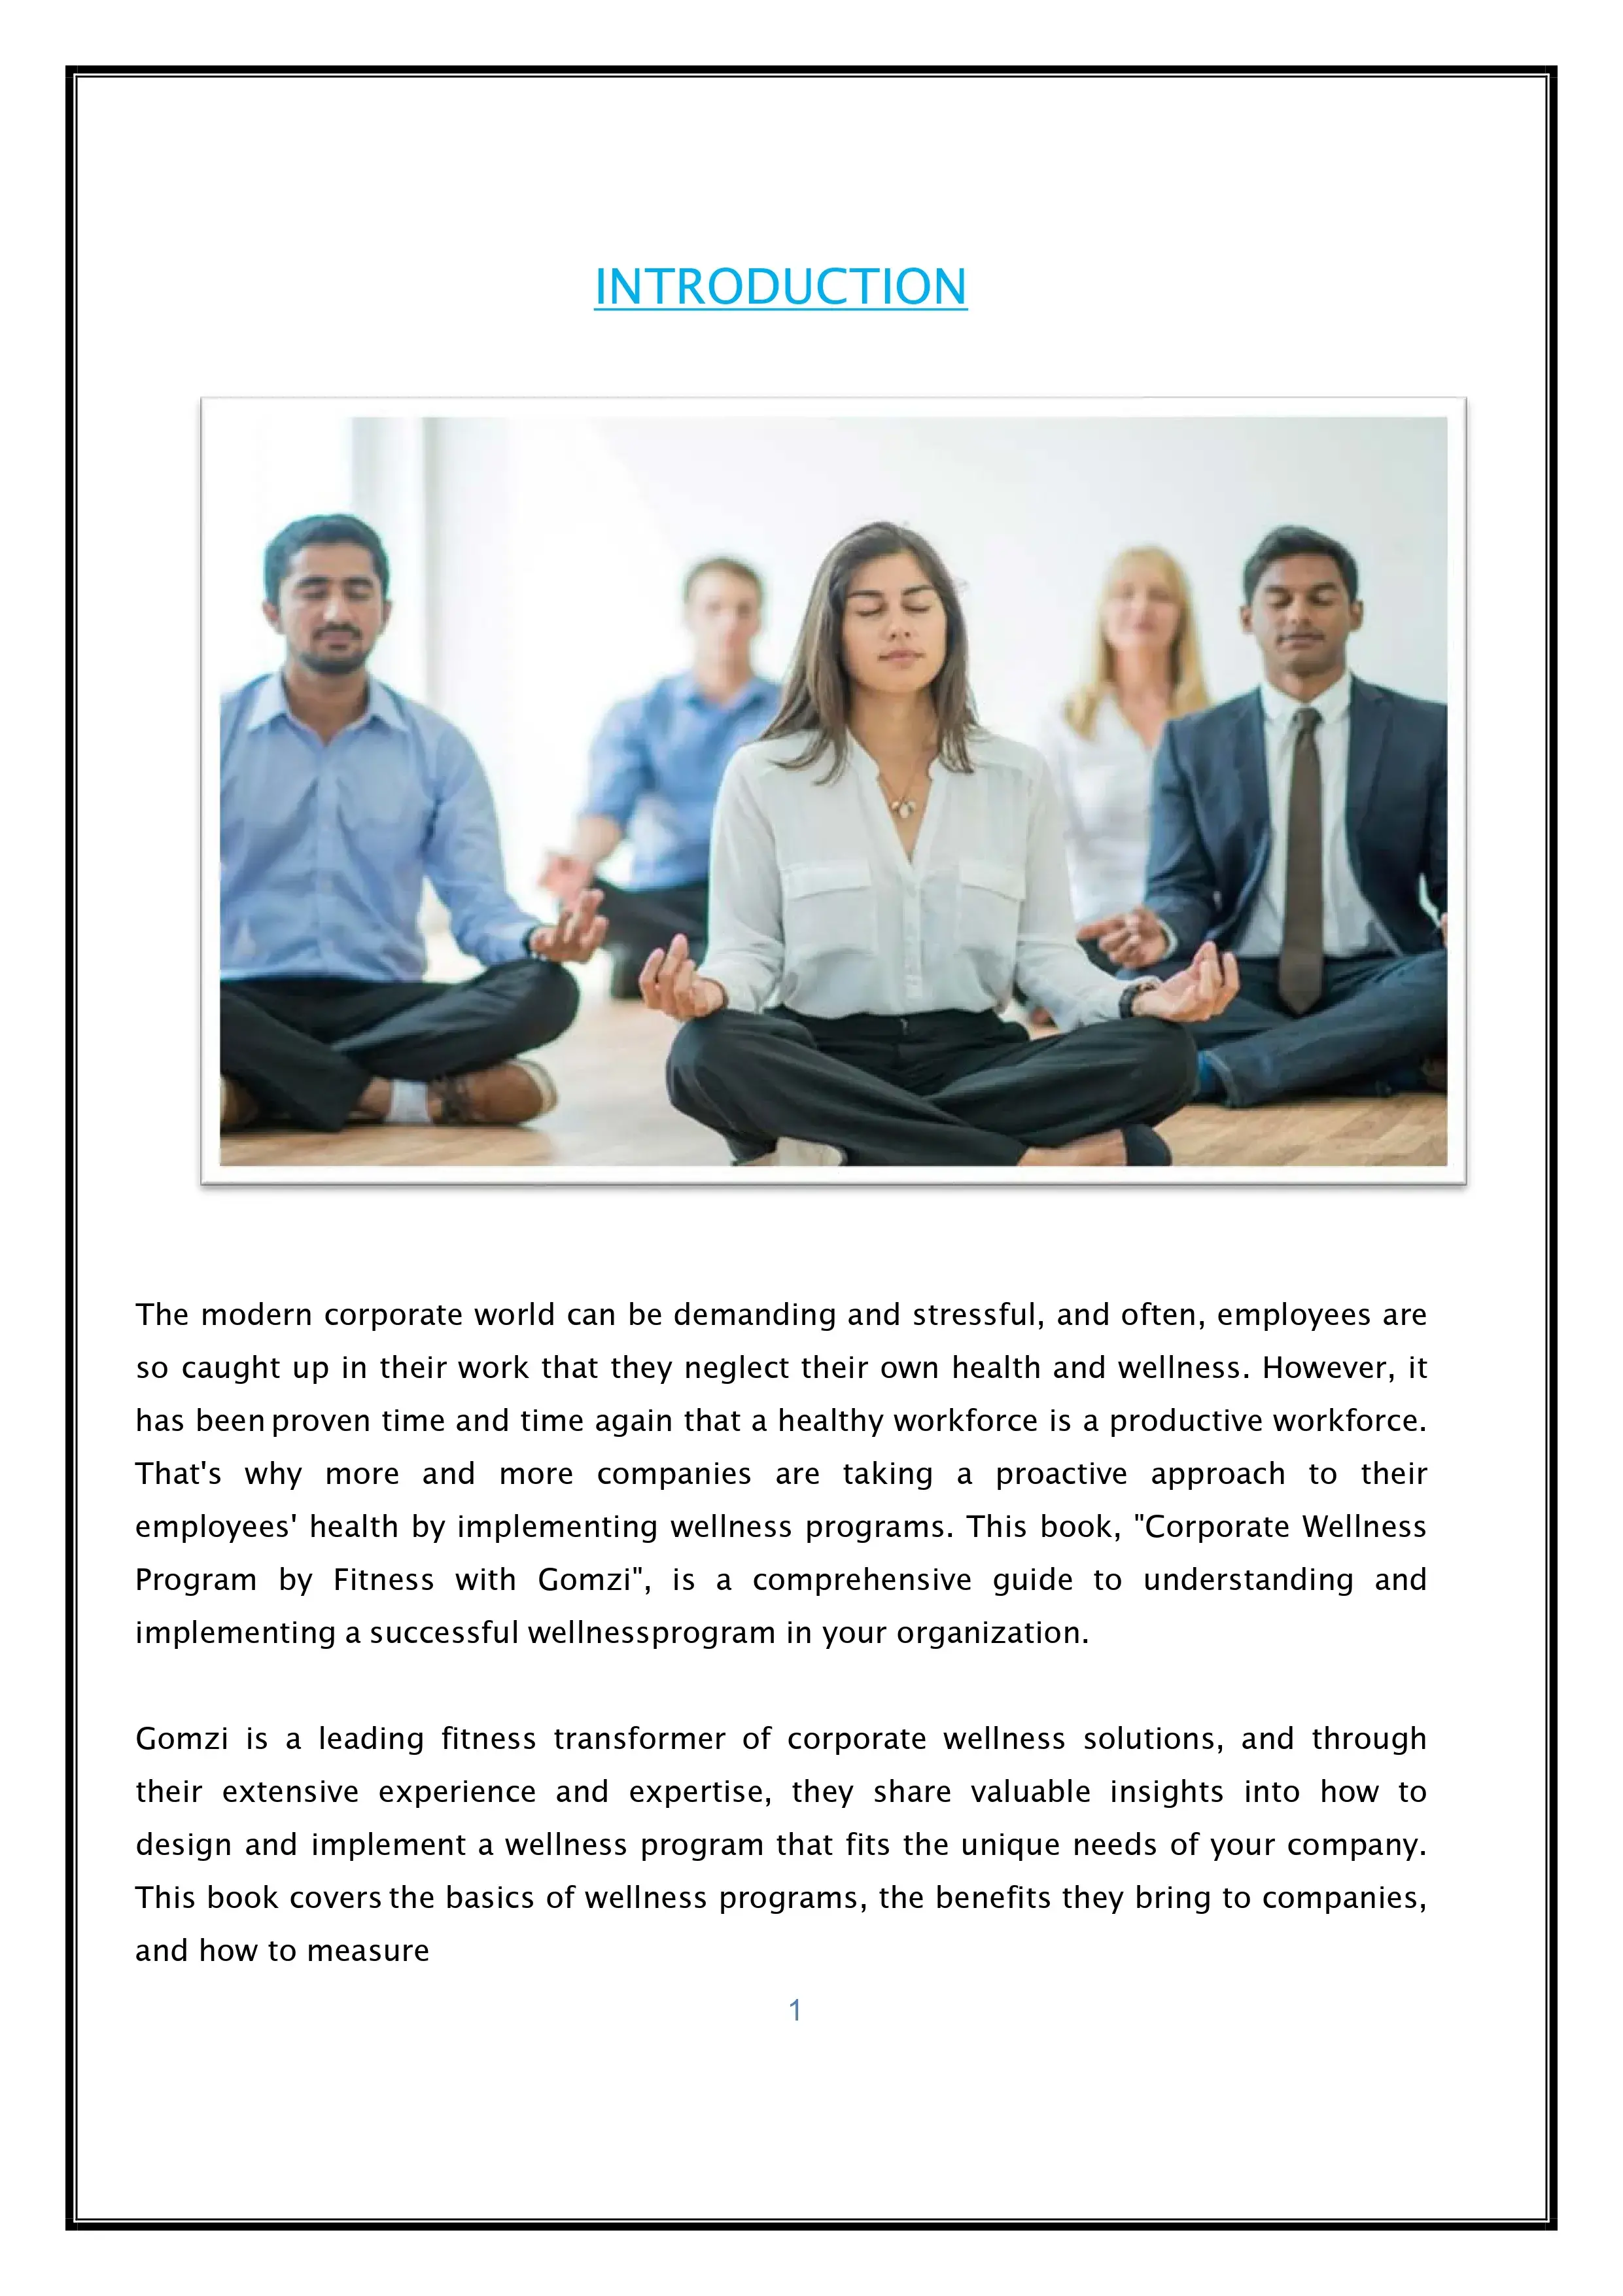 INTRODUCTION
The modern corporate world can be demanding and stressful, and often, employees are
so caught up in their work that they neglect their own health and wellness. However, it
has been proven time and time again that a healthy workforce is a productive workforce.
That's why more and more companies are taking a proactive approach to their
employees' health by implementing wellness programs. This book, "Corporate Wellness
Program by Fitness with Gomzi", is a comprehensive guide to understanding and
implementing a successful wellnessprogram in your organization.
Gomzi is a leading fitness transformer of corporate wellness solutions, and through
their extensive experience and expertise, they share valuable insights into how to
design and implement a wellness program that fits the unique needs of your company.
This book covers the basics of wellness programs, the benefits they bring to companies,
and how to measure
1